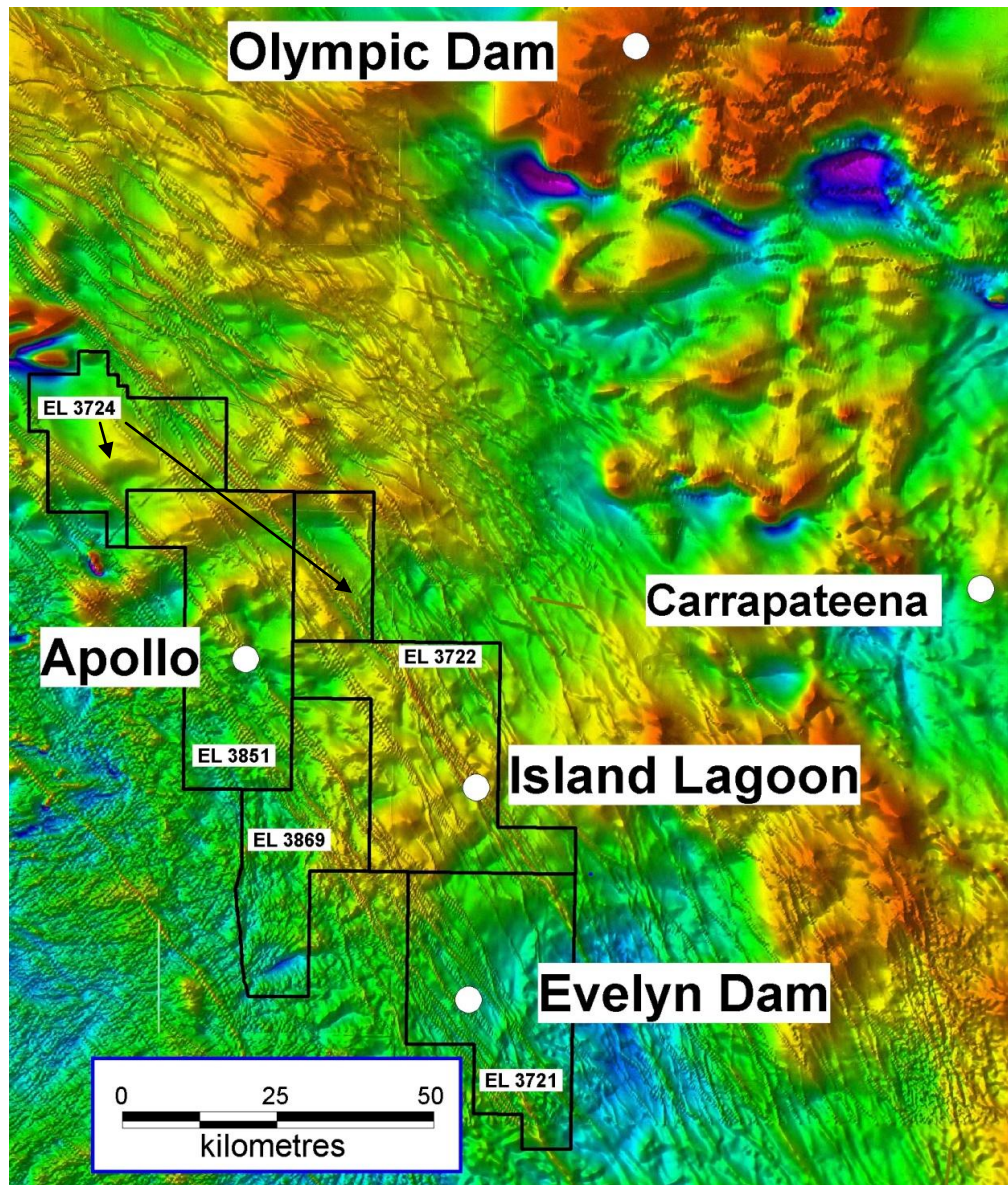 Olympic Dam
EL 3724
Carrapateena
Apollo
EL 3722
EL 3851
Island Lagoon
EL 3869
Evelyn Dam
EL 3721
0 25 50
kilometres